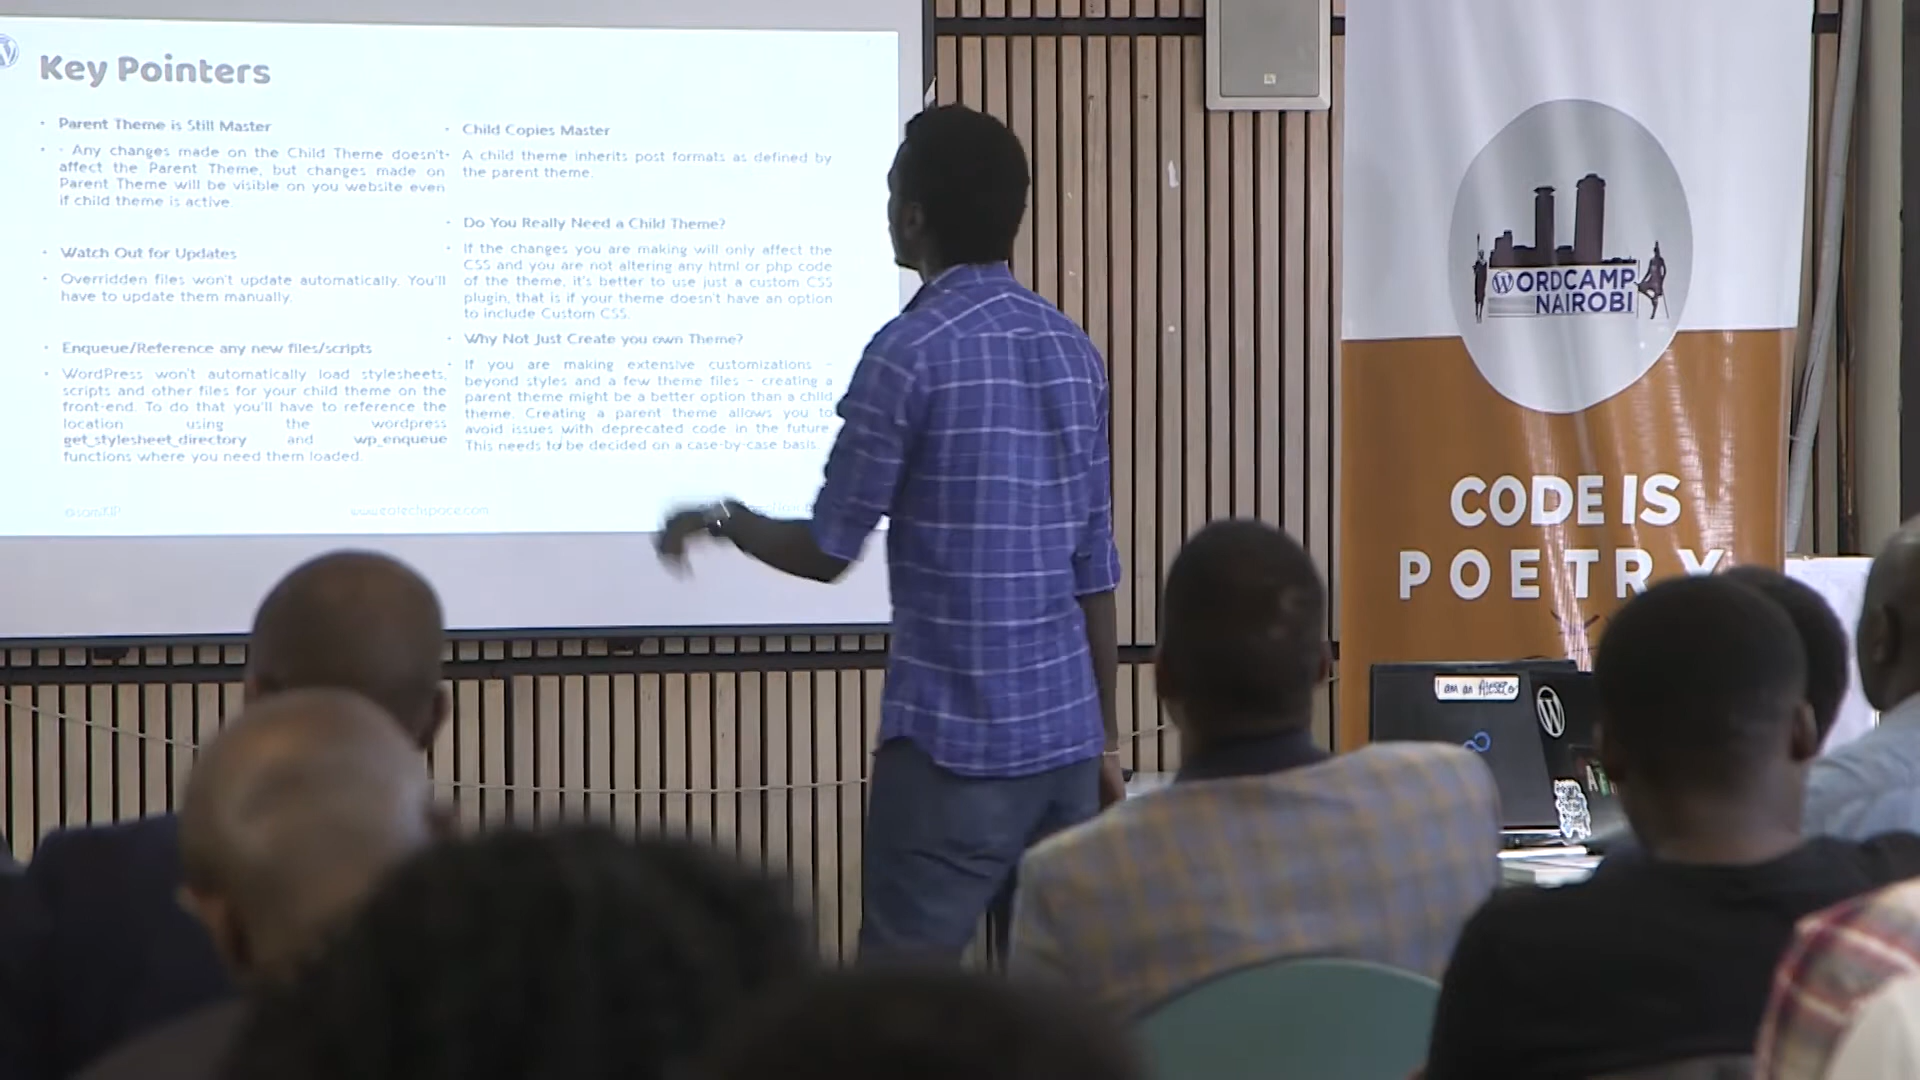 Key Pointers
Parent Theme is Still Master
- Any changes made on the Child Theme doesn't
affect the Parent Theme, but changes made on
Parent Theme will be visible on you website even
if child theme is active
Watch Out for Updates
Overridden files won't update automatically. You'll
have to update them manually.
Enqueue/Reference any new files/scripts
WordPress won't automatically load stylesheets,
scripts and other files for your child theme on the
front-end. To do that you'll have to reference the
location using the wordpress
get_stylesheet_directory and wp_enqueue
functions where you need them loaded.
Child Copies Master
A child theme inherits post formats as defined by
the parent theme.
Do You Really Need a Child Theme?
If the changes you are making will only affect the
CSS and you are not altering any html or php code
of the theme, it's better to use just a custom CSS
plugin, that is if your theme doesn't have an option
to include Custom CSS.
Why Not Just Create you own Theme?
If you are making extensive customizations –
beyond styles and a few theme files – creating a
parent theme might be a better option than a child
theme. Creating a parent theme allows you to
avoid issues with deprecated code in the future.
This needs to be decided on a case-by-case basis
WORDCAMP
NAIROBI
CODE IS
POETRY
I am an